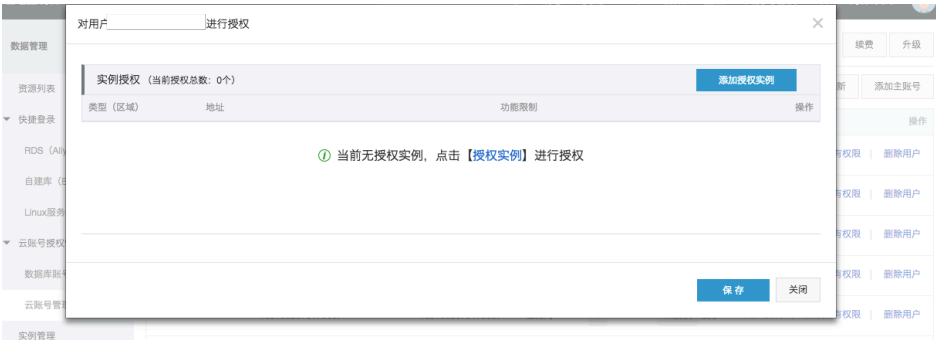 对用户 进行授权
×
数据管理
续费 升级
实例授权 （当前授权总数：0个） 添加授权实例
资源列表
新 添加主账号
类型（区域） 地址 功能限制 操作
快捷登录
操作
RDS（Aliy
当前无授权实例，点击【授权实例】进行授权
有权限 | 删除用户
自建库（E
有权限 | 删除用户
Linux服务
云账号授权
有权限 | 删除用户
数据库账号
有权限 | 删除用户
保存 关闭
云账号管理
有权限 | 删除用户
实例管理